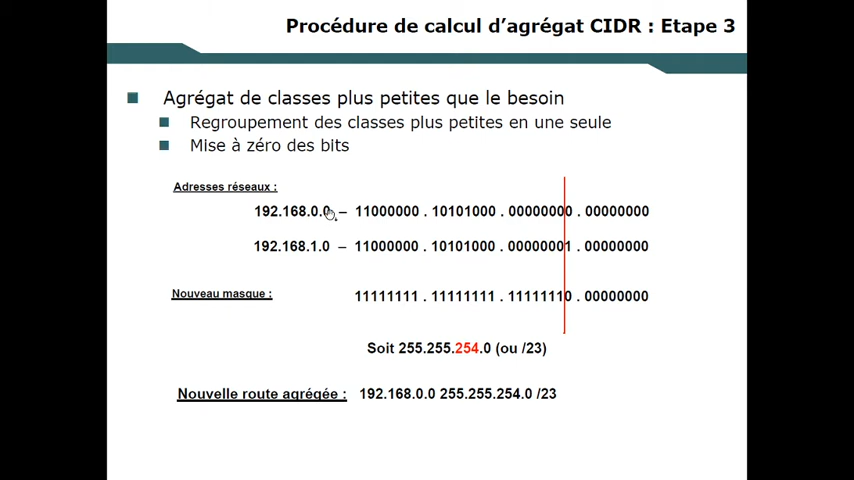 Procédure de calcul d’agrégat CIDR : Etape 3
Agrégat de classes plus petites que le besoin
Regroupement des classes plus petites en une seule
Mise à zéro des bits
Adresses réseaux :
192.168.0.0 – 11000000 . 10101000 . 00000000 . 00000000
192.168.1.0 – 11000000 . 10101000 . 00000001 . 00000000
Nouveau masque : 11111111 . 11111111 . 11111110 . 00000000
Soit 255.255.254.0 (ou /23)
Nouvelle route agrégée : 192.168.0.0 255.255.254.0 /23